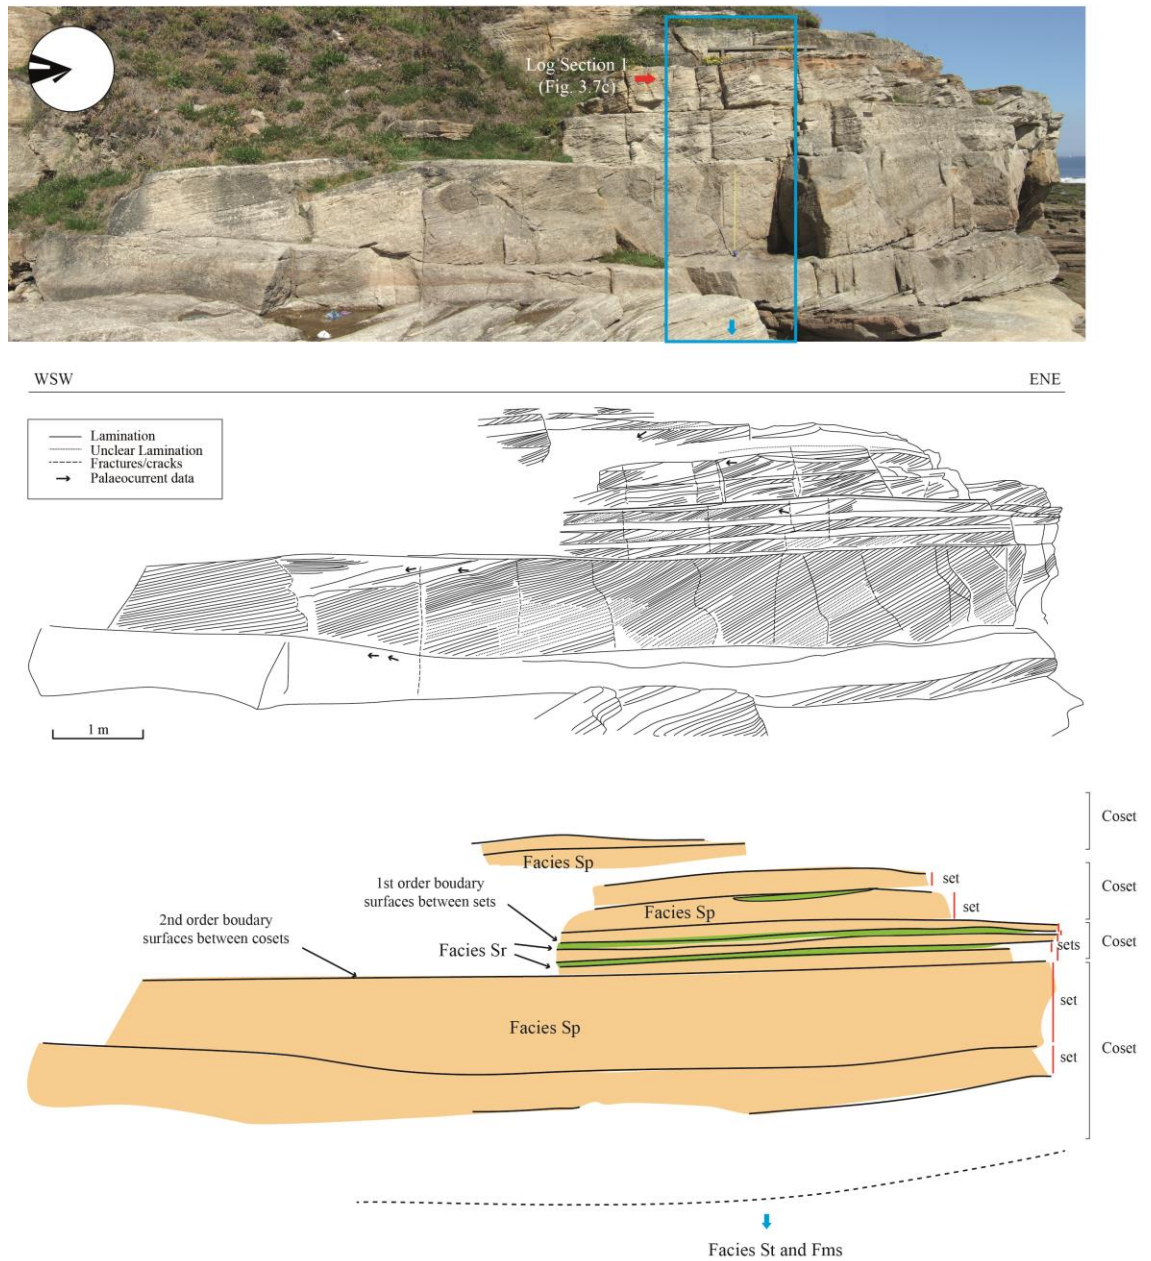 Log Section 1
(Fig. 3.7c)
WSW
ENE
Lamination
Unclear Lamination
Fractures/cracks
Palaeocurrent data
1 m
Coset
Facies Sp
1st order boudary
surfaces between sets
set
Coset
set
Facies Sp
2nd order boudary
surfaces between cosets
Facies Sr
sets
Coset
set
Facies Sp
Coset
set
Facies St and Fms